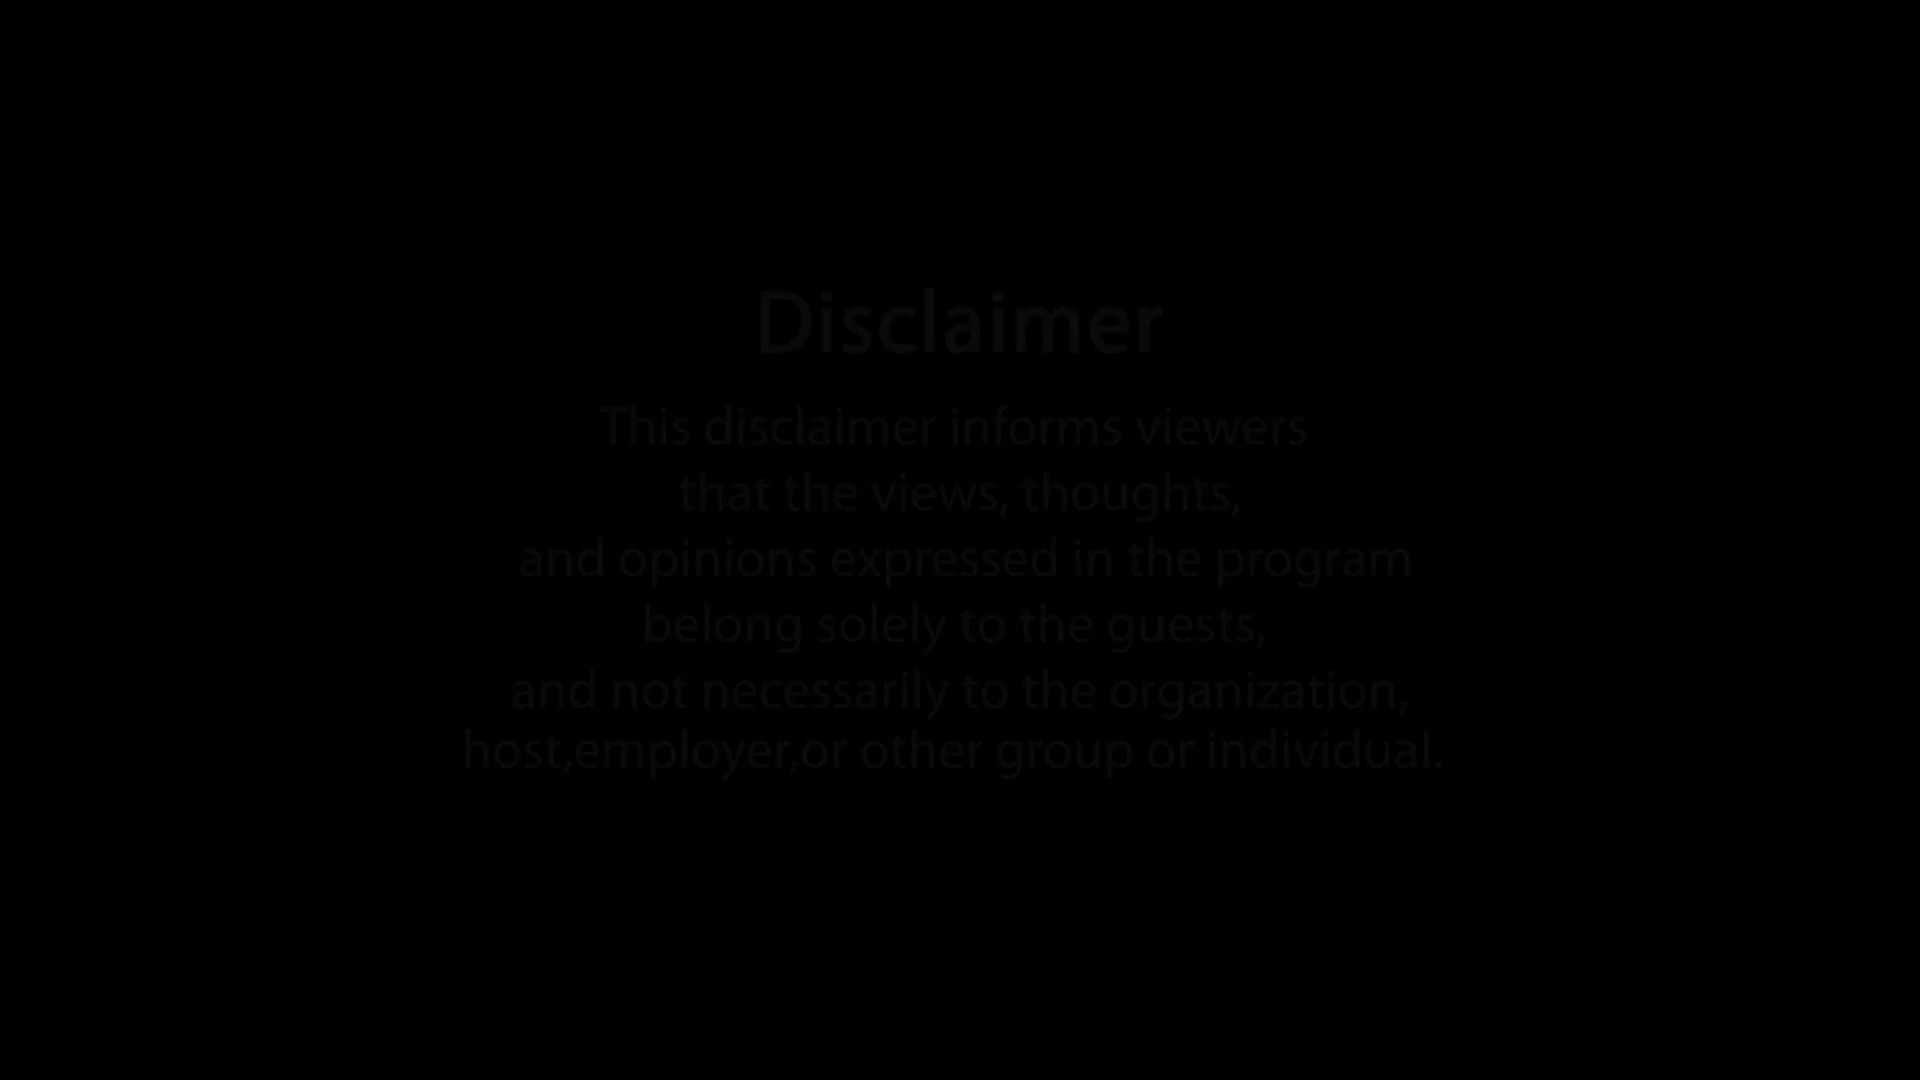 Disclaimer
This disclaimer informs viewers
that the views, thoughts,
and opinions expressed in the program
belong solely to the guests,
and not necessarily to the organization,
host,employer,or other group or individual.